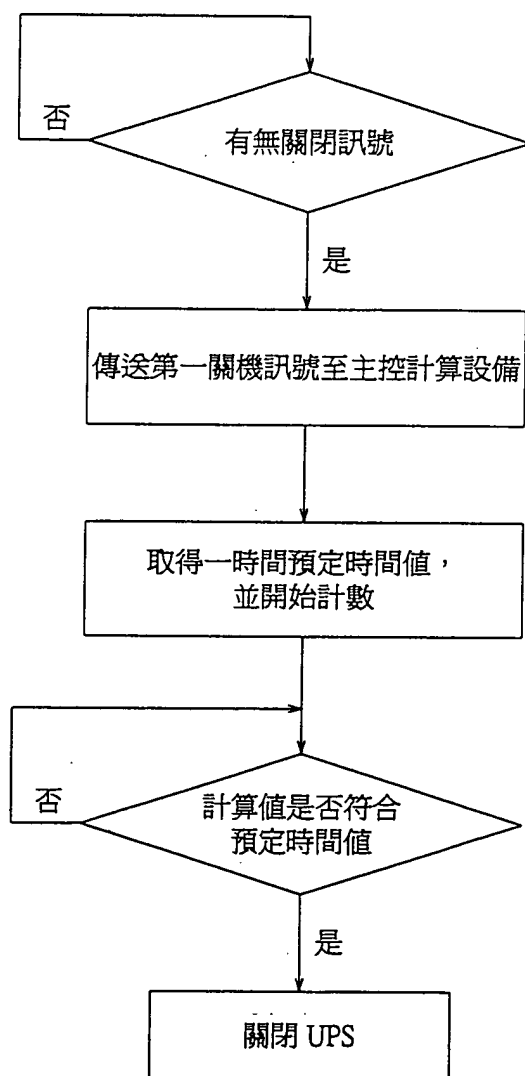 有無關閉訊號
否
是
傳送第一關機訊號至主控計算設備
取得一時間預定時間值，
並開始計數
計算值是否符合
預定時間值
否
是
關閉 UPS